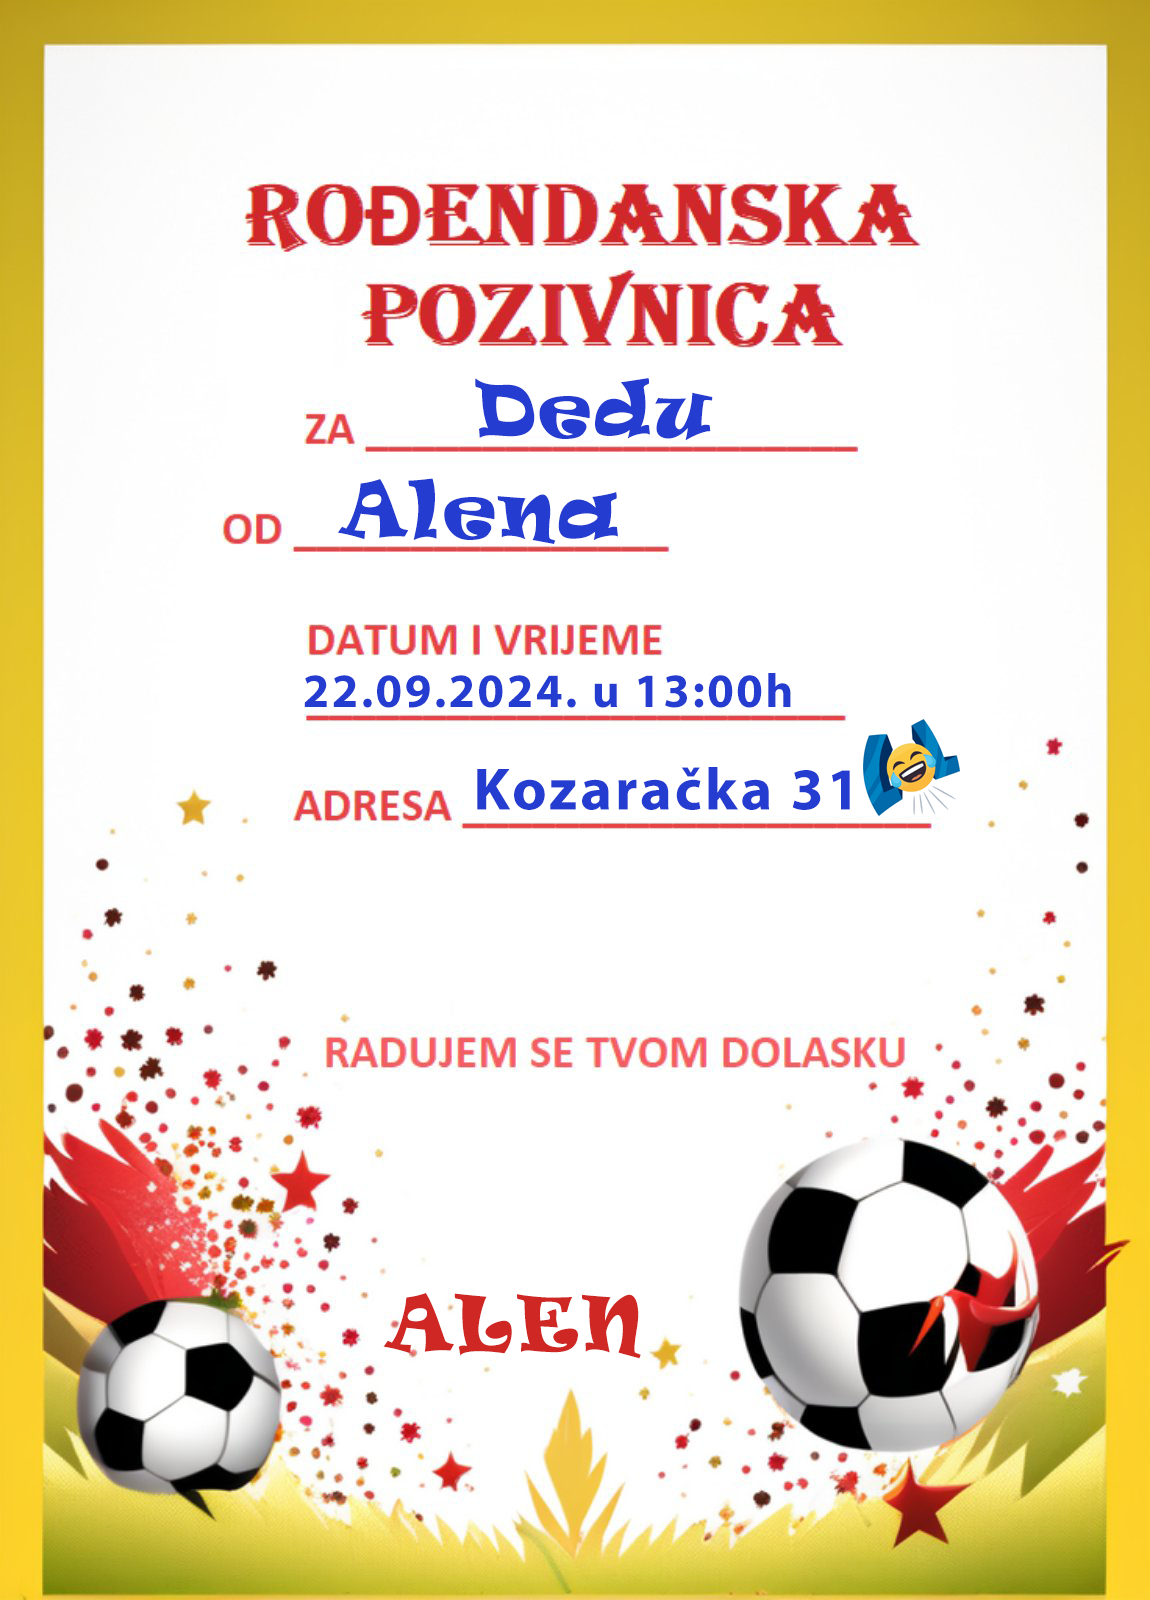 ROĐENDANSKA
POZIVNICA
ZA Dedu
OD Alena
DATUM I VRIJEME
22.09.2024. u 13:00h
ADRESA Kozaračka 31
RADUJEM SE TVOM DOLASKU
ALEN